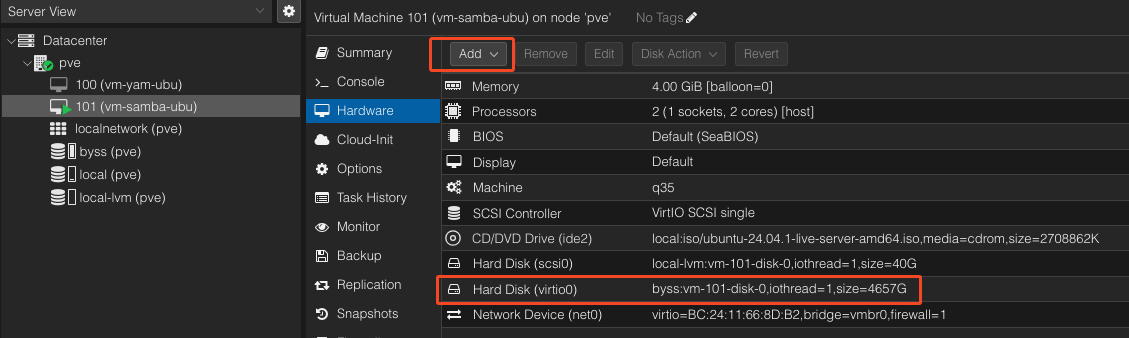 Server View
Datacenter
pve
100 (vm-yam-ubu)
101 (vm-samba-ubu)
localnetwork (pve)
byss (pve)
local (pve)
local-lvm (pve)
Virtual Machine 101 (vm-samba-ubu) on node 'pve' No Tags
Summary
Console
Hardware
Cloud-Init
Options
Task History
Monitor
Backup
Replication
Snapshots
Add Remove Edit Disk Action Revert
Memory 4.00 GiB [balloon=0]
Processors 2 (1 sockets, 2 cores) [host]
BIOS Default (SeaBIOS)
Display Default
Machine q35
SCSI Controller VirtIO SCSI single
CD/DVD Drive (ide2) local:iso/ubuntu-24.04.1-live-server-amd64.iso,media=cdrom,size=2708862K
Hard Disk (scsi0) local-lvm:vm-101-disk-0,iothread=1,size=40G
Hard Disk (virtio0) byss:vm-101-disk-0,iothread=1,size=4657G
Network Device (net0) virtio=BC:24:11:66:8D:B2,bridge=vmbr0,firewall=1